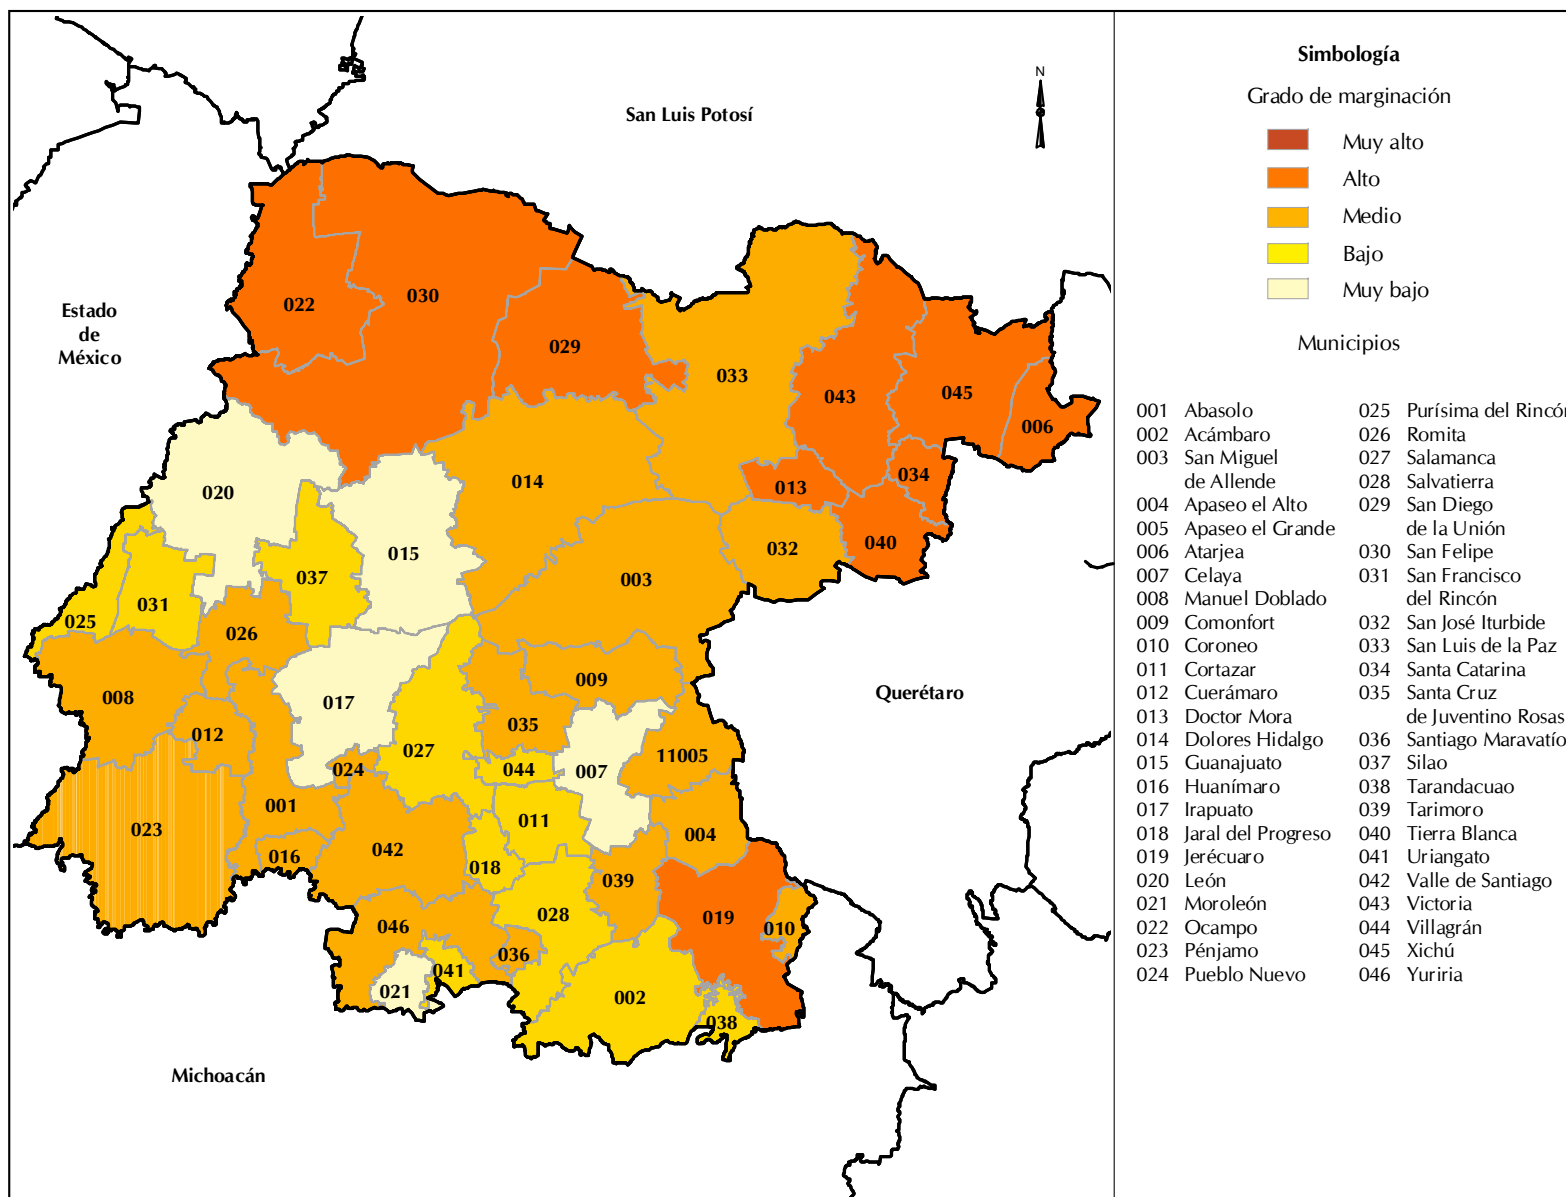 San Luis Potosí
N
Estado
de
México
Querétaro
Michoacán
022
030
029
033
043
045
006
034
013
040
032
014
003
020
015
037
031
025
026
008
012
017
024
027
035
009
044
007
11005
004
011
001
023
016
042
018
039
028
019
010
046
036
041
021
002
038
Simbología
Grado de marginación
Muy alto
Alto
Medio
Bajo
Muy bajo
Municipios
001 Abasolo
002 Acámbaro
003 San Miguel
de Allende
004 Apaseo el Alto
005 Apaseo el Grande
006 Atarjea
007 Celaya
008 Manuel Doblado
009 Comonfort
010 Coroneo
011 Cortazar
012 Cuerámaro
013 Doctor Mora
014 Dolores Hidalgo
015 Guanajuato
016 Huanímaro
017 Irapuato
018 Jaral del Progreso
019 Jerécuaro
020 León
021 Moroleón
022 Ocampo
023 Pénjamo
024 Pueblo Nuevo
025 Purísima del Rincón
026 Romita
027 Salamanca
028 Salvatierra
029 San Diego
de la Unión
030 San Felipe
031 San Francisco
del Rincón
032 San José Iturbide
033 San Luis de la Paz
034 Santa Catarina
035 Santa Cruz
de Juventino Rosas
036 Santiago Maravatío
037 Silao
038 Tarandacuao
039 Tarimoro
040 Tierra Blanca
041 Uriangato
042 Valle de Santiago
043 Victoria
044 Villagrán
045 Xichú
046 Yuriria